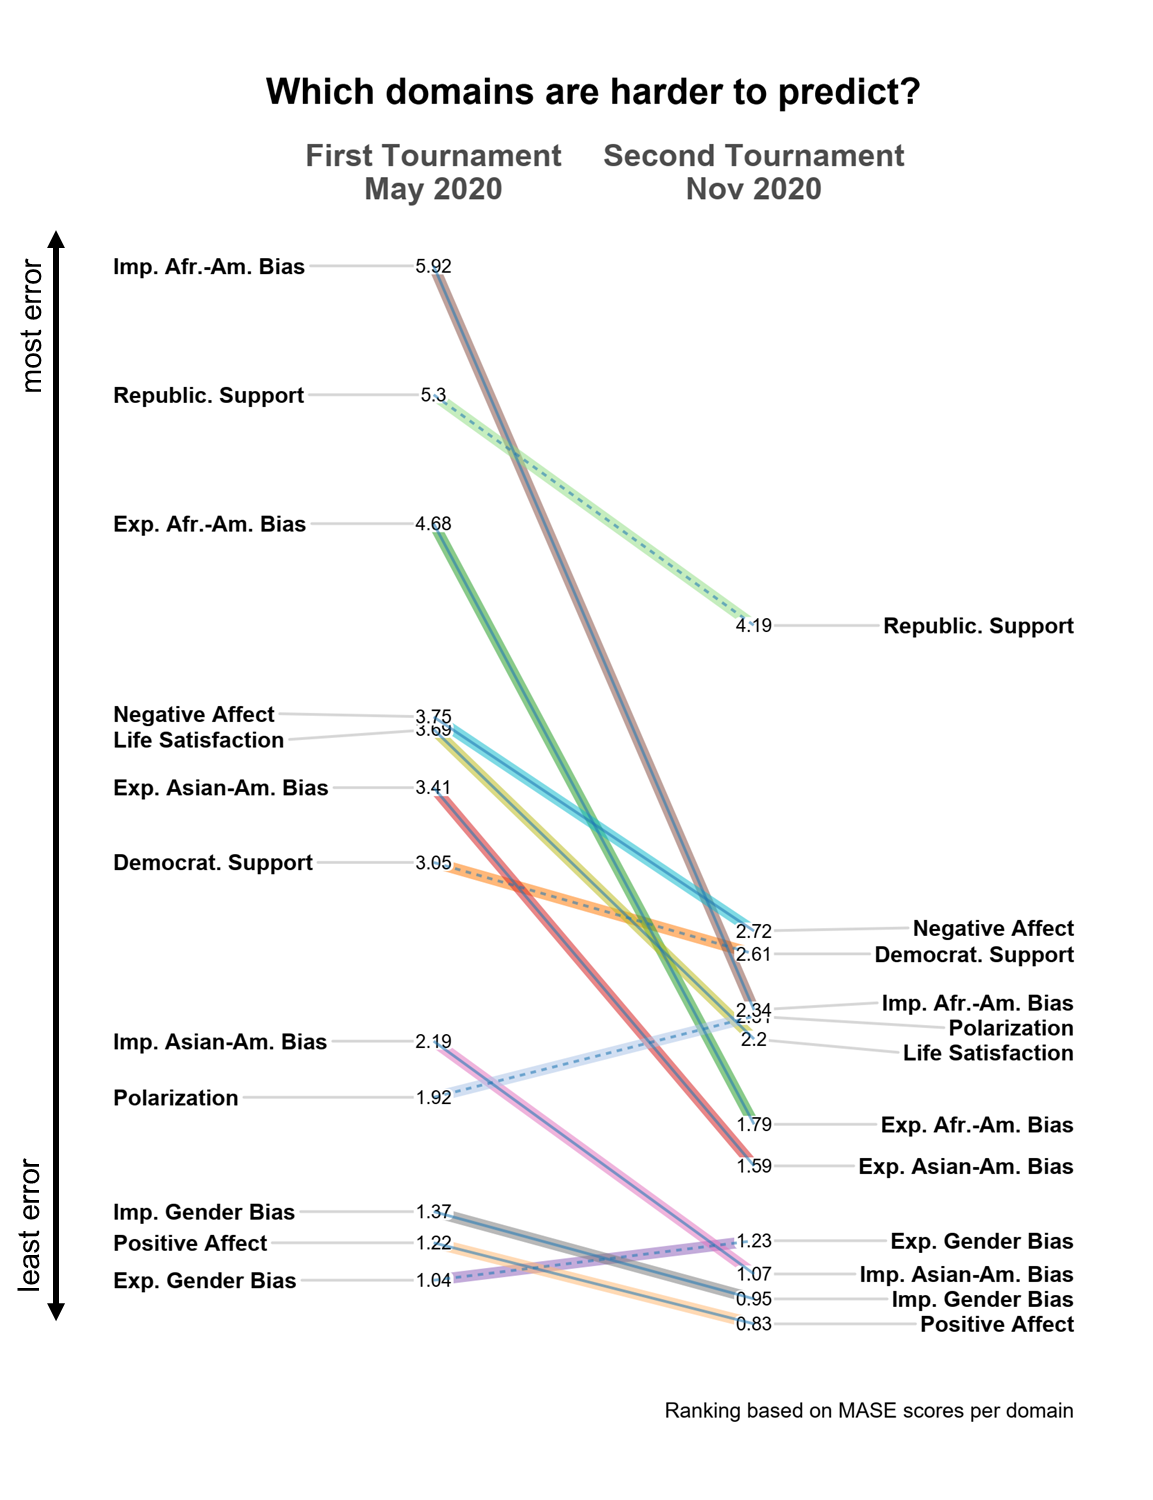 Which domains are harder to predict?
First Tournament
May 2020
Second Tournament
Nov 2020
most error
Least error
Imp. Afr.-Am. Bias 5.92
Republic. Support 5.3
Exp. Afr.-Am. Bias 4.68
Negative Affect 3.75
Life Satisfaction 3.69
Exp. Asian-Am. Bias 3.41
Democrat. Support 3.05
Imp. Asian-Am. Bias 2.19
Polarization 1.92
Imp. Gender Bias 1.37
Positive Affect 1.22
Exp. Gender Bias 1.04
4.19 Republic. Support
2.72 Negative Affect
2.61 Democrat. Support
2.34 Imp. Afr.-Am. Bias
2.31 Polarization
2.2 Life Satisfaction
1.79 Exp. Afr.-Am. Bias
1.59 Exp. Asian-Am. Bias
1.23 Exp. Gender Bias
1.07 Imp. Asian-Am. Bias
0.95 Imp. Gender Bias
0.83 Positive Affect
Ranking based on MASE scores per domain